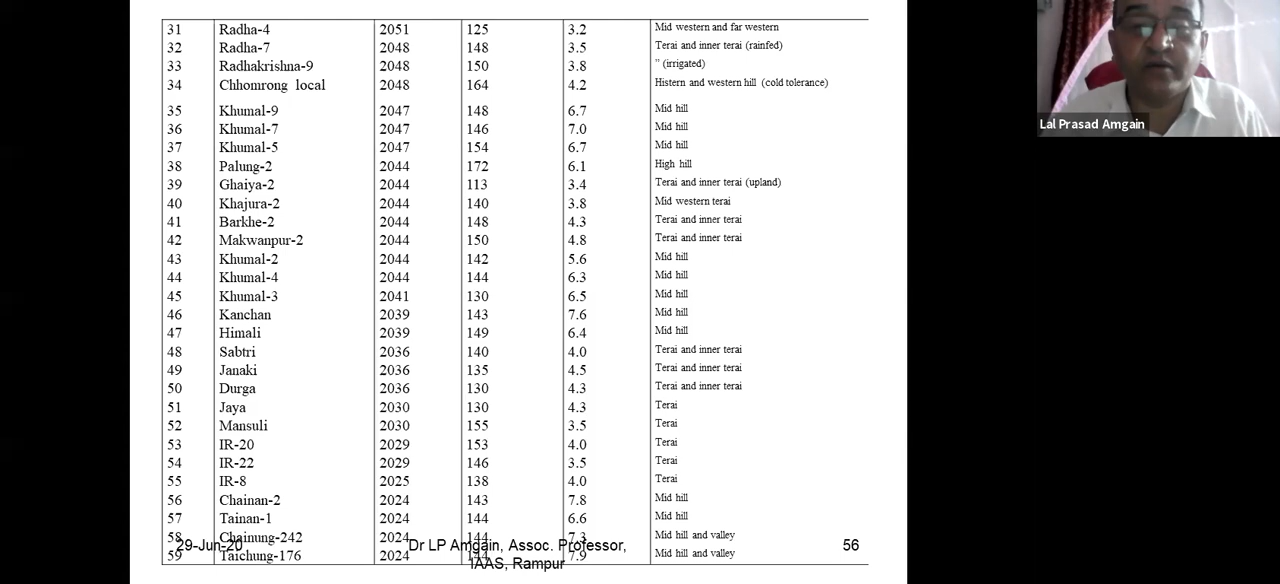 31 Radha-4 2051 125 3.2 Mid western and far western
32 Radha-7 2048 148 3.5 Terai and inner terai (rainfed)
33 Radhakrishna-9 2048 150 3.8 " (irrigated)
34 Chhomrong local 2048 164 4.2 Histern and western hill (cold tolerance)
35 Khumal-9 2047 148 6.7 Mid hill
36 Khumal-7 2047 146 7.0 Mid hill
37 Khumal-5 2047 154 6.7 Mid hill
38 Palung-2 2044 172 6.1 High hill
39 Ghaiya-2 2044 113 3.4 Terai and inner terai (upland)
40 Khajura-2 2044 140 3.8 Mid western terai
41 Barkhe-2 2044 148 4.3 Terai and inner terai
42 Makwanpur-2 2044 150 4.8 Terai and inner terai
43 Khumal-2 2044 142 5.6 Mid hill
44 Khumal-4 2044 144 6.3 Mid hill
45 Khumal-3 2041 130 6.5 Mid hill
46 Kanchan 2039 143 7.6 Mid hill
47 Himali 2039 149 6.4 Mid hill
48 Sabtri 2036 140 4.0 Terai and inner terai
49 Janaki 2036 135 4.5 Terai and inner terai
50 Durga 2036 130 4.3 Terai and inner terai
51 Jaya 2030 130 4.3 Terai
52 Mansuli 2030 155 3.5 Terai
53 IR-20 2029 153 4.0 Terai
54 IR-22 2029 146 3.5 Terai
55 IR-8 2025 138 4.0 Terai
56 Chainan-2 2024 143 7.8 Mid hill
57 Tainan-1 2024 144 6.6 Mid hill
58 Chainung-242 2024 144 7.3 Mid hill and valley
59 Taichung-176 2024 144 7.9 Mid hill and valley
29-Jun-20 Dr LP Amgain, Assoc. Professor, 56
IAAS, Rampur
Lal Prasad Amgain